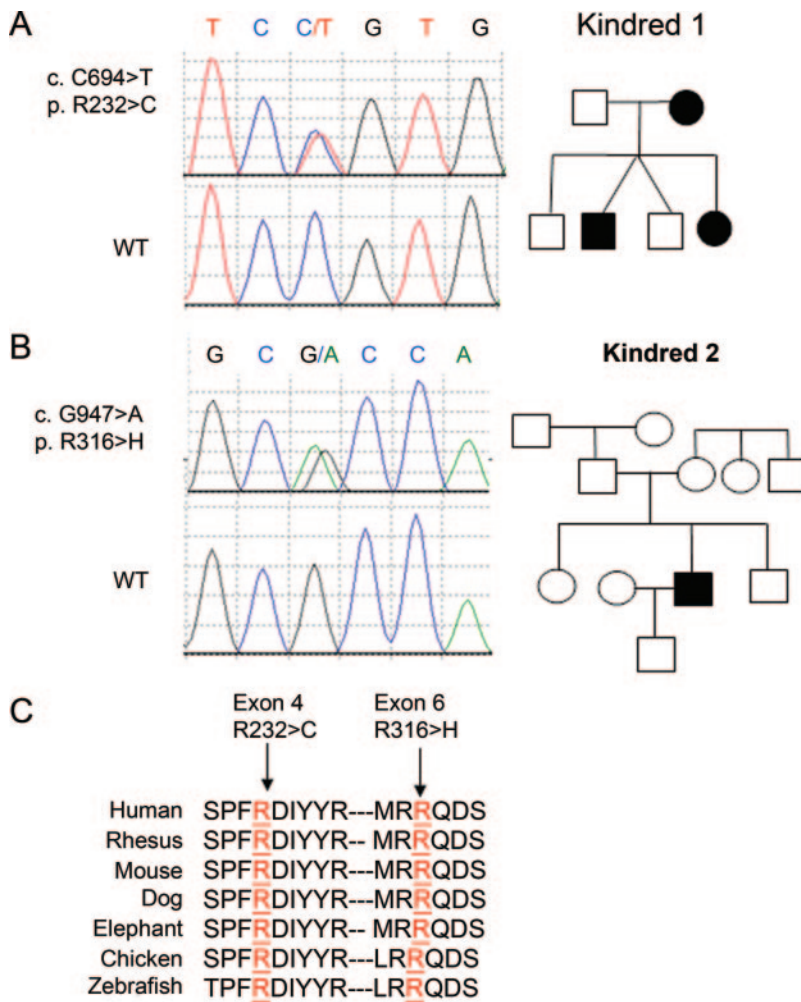 A
T C C/T G T G
Kindred 1
c. C694>T
p. R232>C
WT
B
G C G/A C C A
Kindred 2
c. G947>A
p. R316>H
WT
C
Exon 4 Exon 6
R232>C R316>H
Human SPFRDIYYR---MRRQDS
Rhesus SPFRDIYYR-- MRRQDS
Mouse SPFRDIYYR---MRRQDS
Dog SPFRDIYYR---MRRQDS
Elephant SPFRDIYYR-- MRRQDS
Chicken SPFRDIYYR---LRRQDS
Zebrafish TPFRDIYYR---LRRQDS